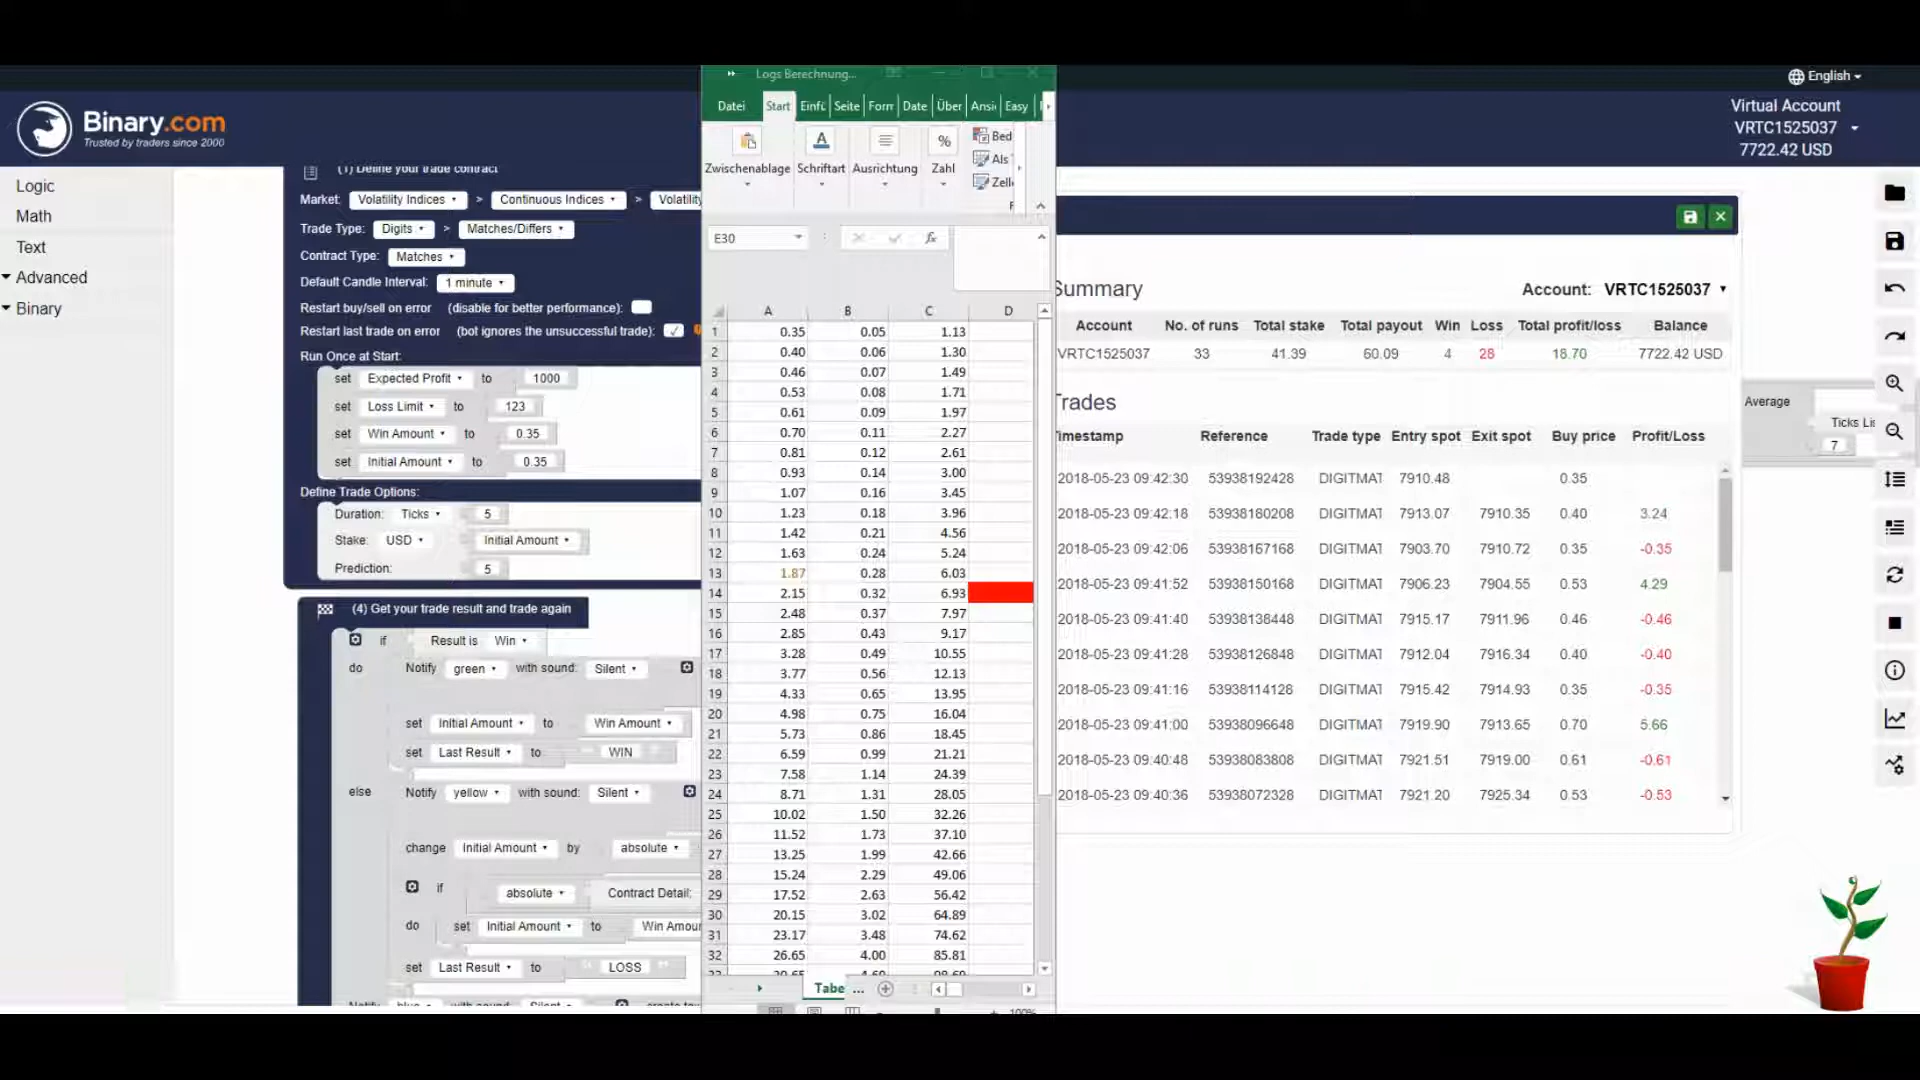 English
Binary.com
Trusted by traders since 2000
Virtual Account
VRTC1525037
7722.42 USD
Logic
Math
Text
Advanced
Binary
(1) Define your trade contract
Market: Volatility Indices > Continuous Indices > Volatility
Trade Type: Digits > Matches/Differs
Contract Type: Matches
Default Candle Interval: 1 minute
Restart buy/sell on error (disable for better performance):
Restart last trade on error (bot ignores the unsuccessful trade):
Run Once at Start:
set Expected Profit to 1000
set Loss Limit to 123
set Win Amount to 0.35
set Initial Amount to 0.35
Define Trade Options:
Duration: Ticks 5
Stake: USD Initial Amount
Prediction: 5
(4) Get your trade result and trade again
if Result is Win
do Notify green with sound: Silent
set Initial Amount to Win Amount
set Last Result to WIN
else Notify yellow with sound: Silent
change Initial Amount by absolute
if absolute Contract Detail:
do set Initial Amount to Win Amou
set Last Result to “ LOSS ”
Logs Berechnung...
Datei Start Einfü Seite Form Date Über Ansi Easy
Zwischenablage Schriftart Ausrichtung % Zahl
Bed
Als
Zell
E30 fx
A B C D
1 0.35 0.05 1.13
2 0.40 0.06 1.30
3 0.46 0.07 1.49
4 0.53 0.08 1.71
5 0.61 0.09 1.97
6 0.70 0.11 2.27
7 0.81 0.12 2.61
8 0.93 0.14 3.00
9 1.07 0.16 3.45
10 1.23 0.18 3.96
11 1.42 0.21 4.56
12 1.63 0.24 5.24
13 1.87 0.28 6.03
14 2.15 0.32 6.93
15 2.48 0.37 7.97
16 2.85 0.43 9.17
17 3.28 0.49 10.55
18 3.77 0.56 12.13
19 4.33 0.65 13.95
20 4.98 0.75 16.04
21 5.73 0.86 18.45
22 6.59 0.99 21.21
23 7.58 1.14 24.39
24 8.71 1.31 28.05
25 10.02 1.50 32.26
26 11.52 1.73 37.10
27 13.25 1.99 42.66
28 15.24 2.29 49.06
29 17.52 2.63 56.42
30 20.15 3.02 64.89
31 23.17 3.48 74.62
32 26.65 4.00 85.81
Tabe ...
100%
Summary
Account: VRTC1525037
Account No. of runs Total stake Total payout Win Loss Total profit/loss Balance
VRTC1525037 33 41.39 60.09 4 28 18.70 7722.42 USD
Trades
Timestamp Reference Trade type Entry spot Exit spot Buy price Profit/Loss
2018-05-23 09:42:30 53938192428 DIGITMAT 7910.48 0.35
2018-05-23 09:42:18 53938180208 DIGITMAT 7913.07 7910.35 0.40 3.24
2018-05-23 09:42:06 53938167168 DIGITMAT 7903.70 7910.72 0.35 -0.35
2018-05-23 09:41:52 53938150168 DIGITMAT 7906.23 7904.55 0.53 4.29
2018-05-23 09:41:40 53938138448 DIGITMAT 7915.17 7911.96 0.46 -0.46
2018-05-23 09:41:28 53938126848 DIGITMAT 7912.04 7916.34 0.40 -0.40
2018-05-23 09:41:16 53938114128 DIGITMAT 7915.42 7914.93 0.35 -0.35
2018-05-23 09:41:00 53938096648 DIGITMAT 7919.90 7913.65 0.70 5.66
2018-05-23 09:40:48 53938083808 DIGITMAT 7921.51 7919.00 0.61 -0.61
2018-05-23 09:40:36 53938072328 DIGITMAT 7921.20 7925.34 0.53 -0.53
Average
Ticks Lis
7